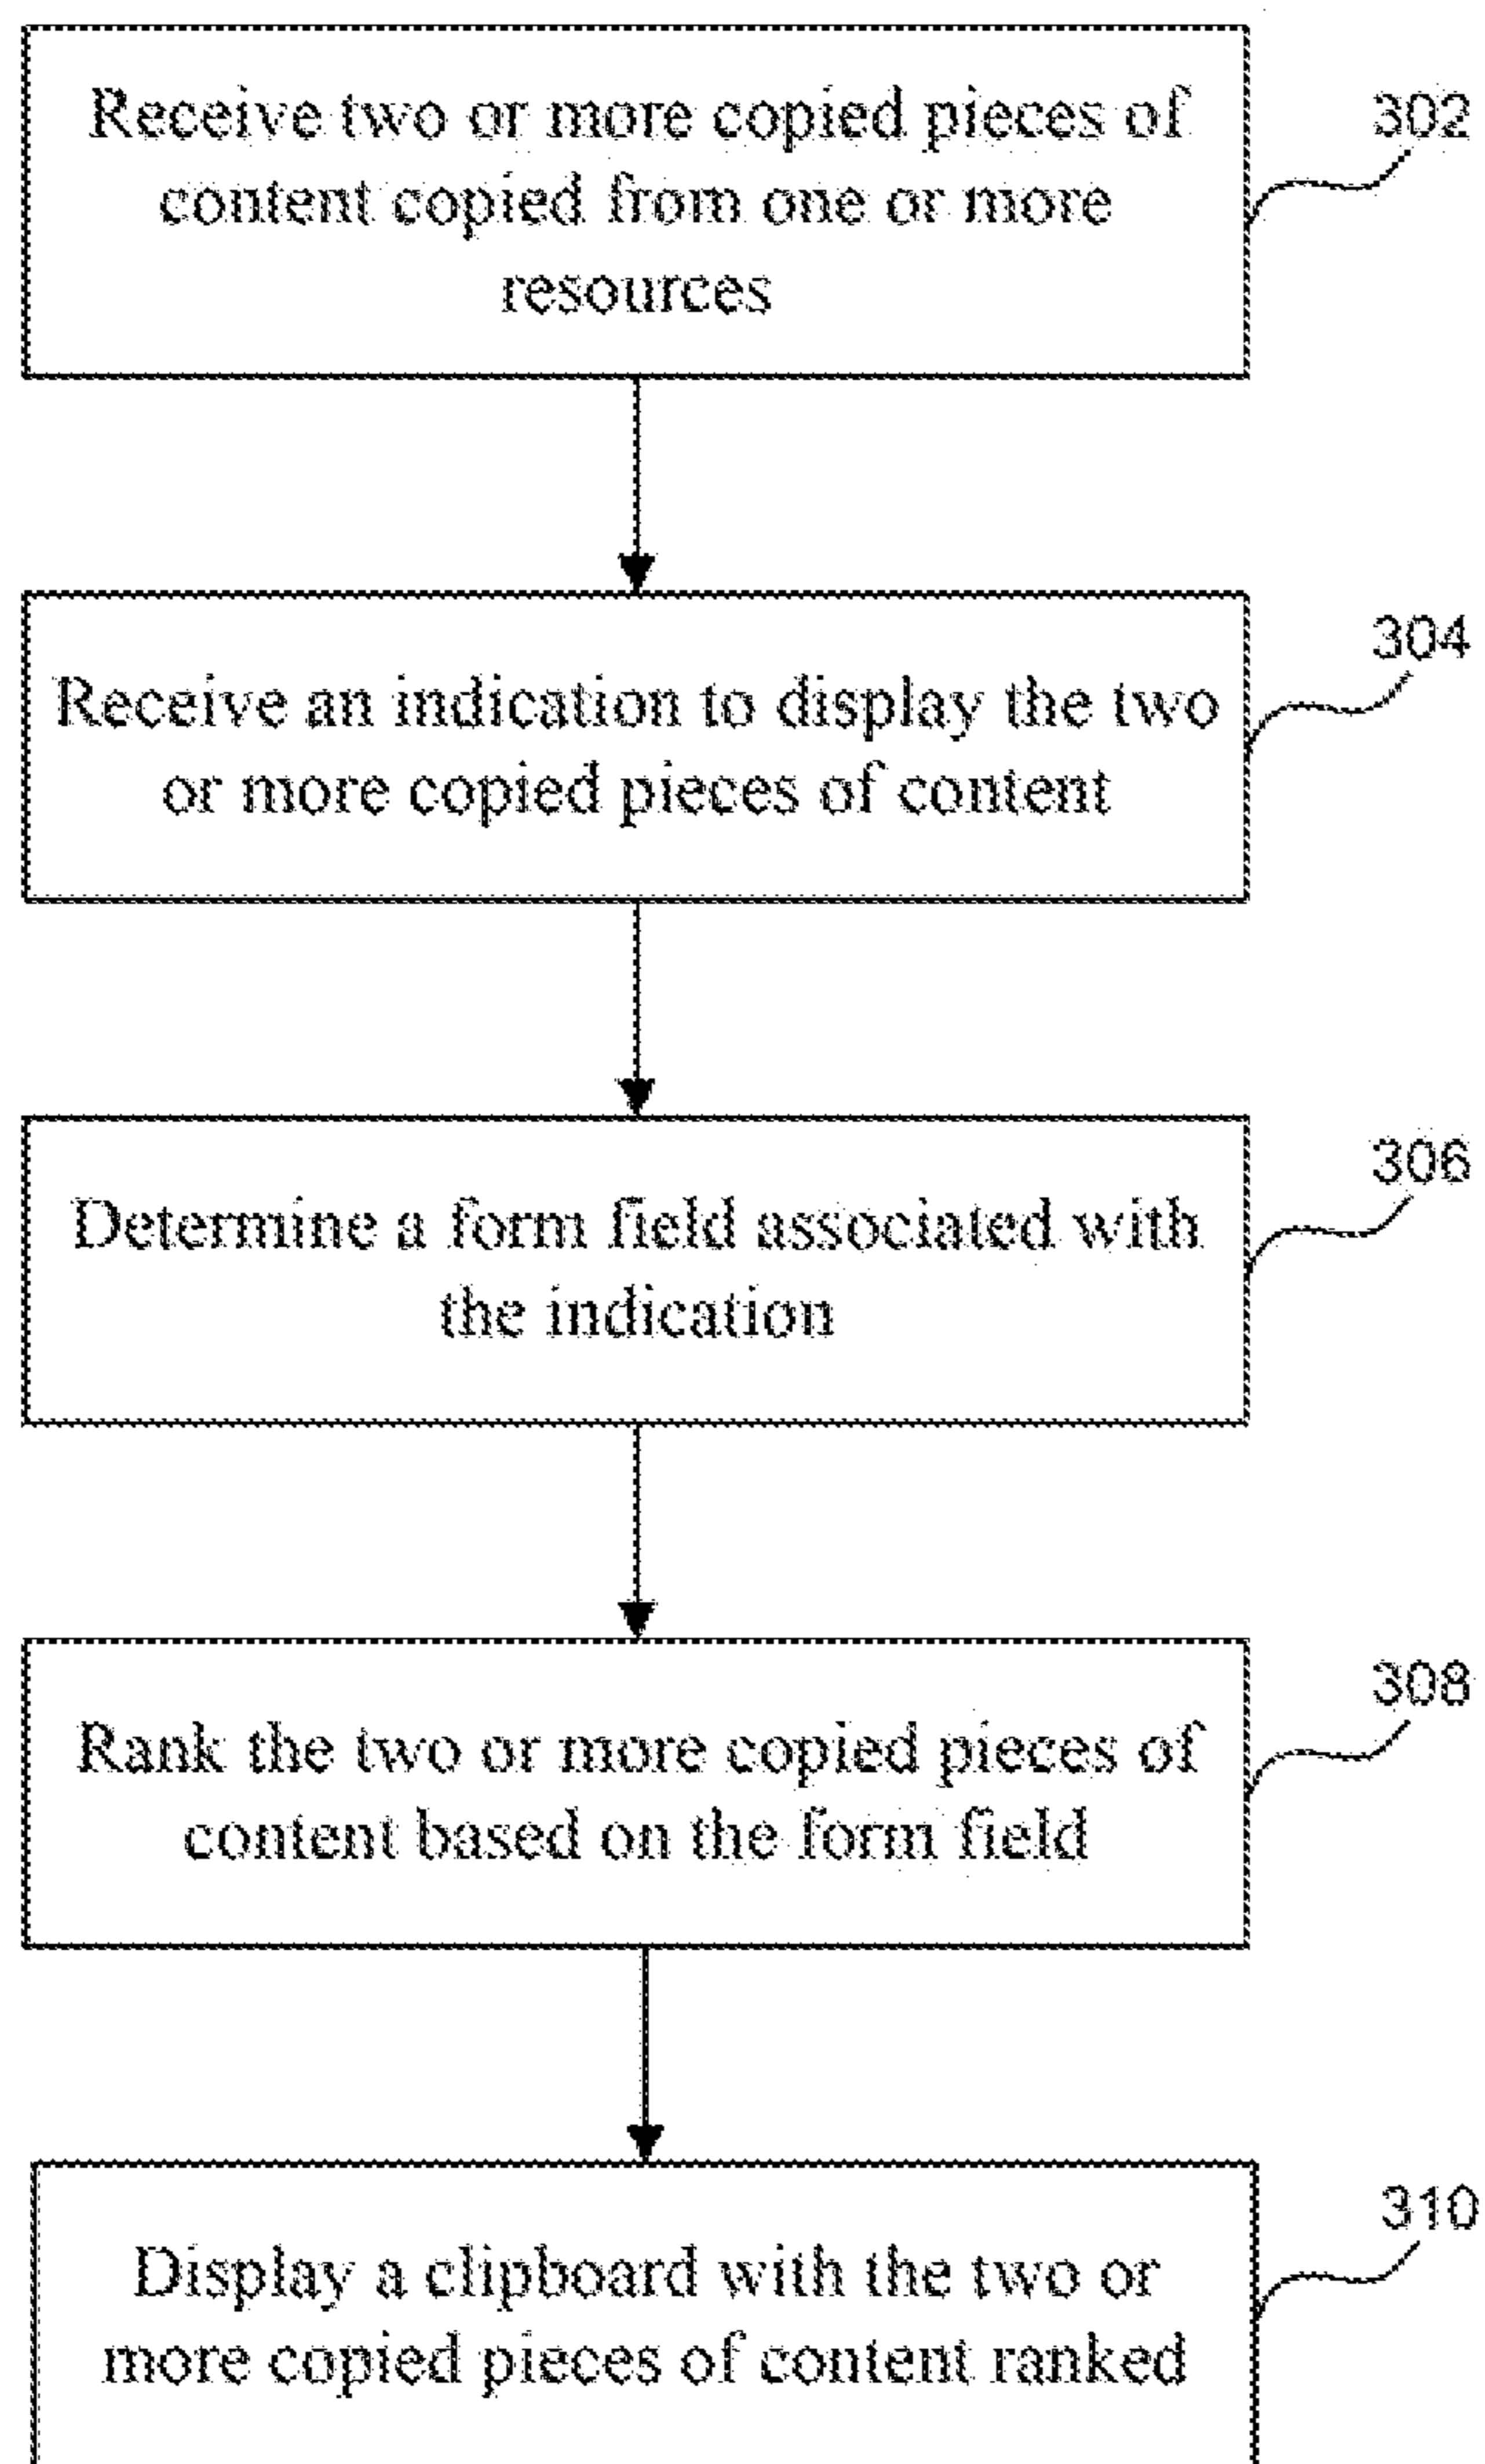 Receive two or more copied pieces of
content copied from one or more
resources
302
Receive an indication to display the two
or more copied pieces of content
304
Determine a form field associated with
the indication
306
Rank the two or more copied pieces of
content based on the form field
308
Display a clipboard with the two or
more copied pieces of content ranked
310